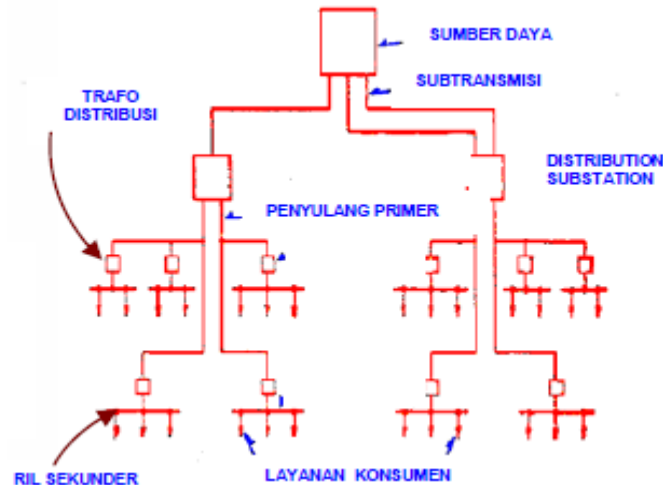 SUMBER DAYA
SUBTRANSMISI
TRAFO
DISTRIBUSI
DISTRIBUTION
SUBSTATION
PENYULANG PRIMER
RIL SEKUNDER
LAYANAN KONSUMEN